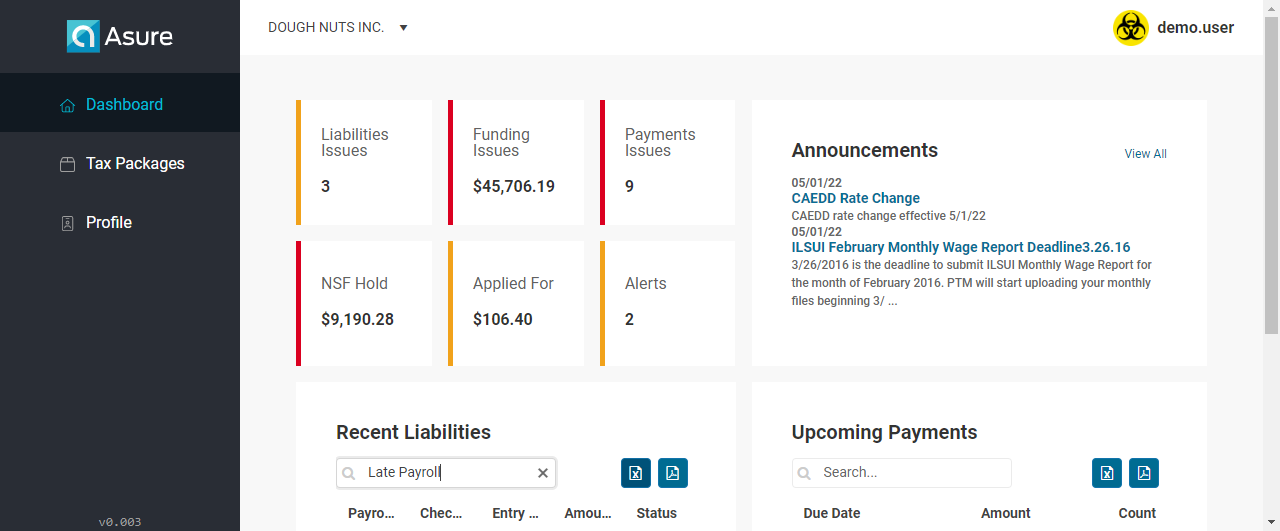 Asure
DOUGH NUTS INC.
demo.user
Dashboard
Tax Packages
Profile
v0.003
Liabilities
Issues
3
Funding
Issues
$45,706.19
Payments
Issues
9
NSF Hold
$9,190.28
Applied For
$106.40
Alerts
2
Announcements
View All
05/01/22
CAEDD Rate Change
CAEDD rate change effective 5/1/22
05/01/22
ILSUI February Monthly Wage Report Deadline3.26.16
3/26/2016 is the deadline to submit ILSUI Monthly Wage Report for
the month of February 2016. PTM will start uploading your monthly
files beginning 3/ ...
Recent Liabilities
Late Payroll
Payro... Chec... Entry ... Amou... Status
Upcoming Payments
Search...
Due Date Amount Count